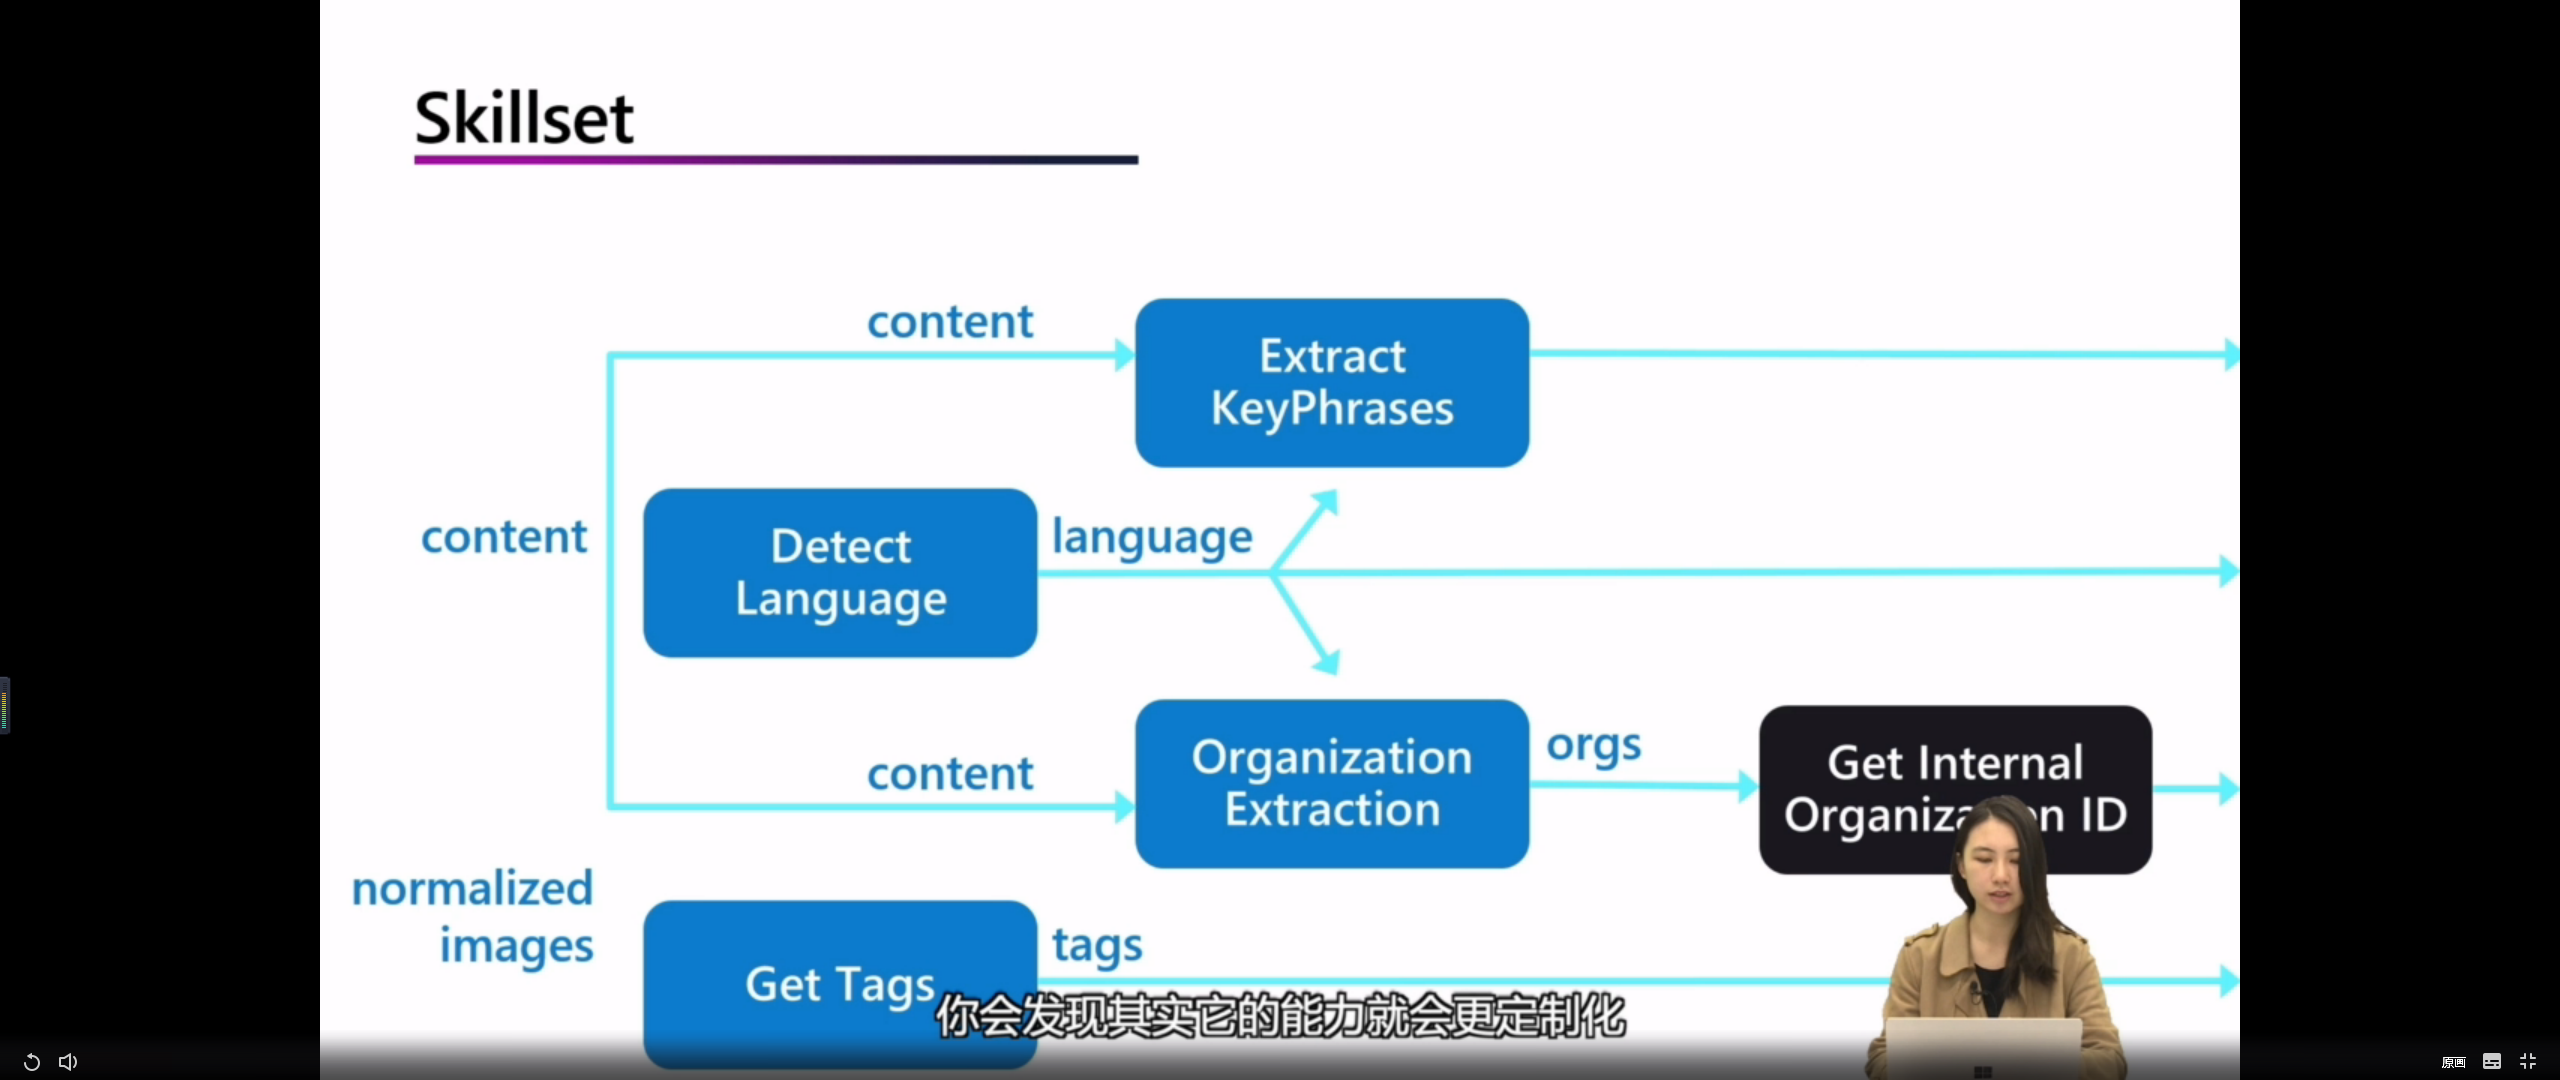 Skillset
content
Extract
KeyPhrases
content
Detect
Language
language
content
Organization
Extraction
orgs
Get Internal
Organization ID
normalized
images
Get Tags
tags
你会发现其实它的能力就会更定制化
原画